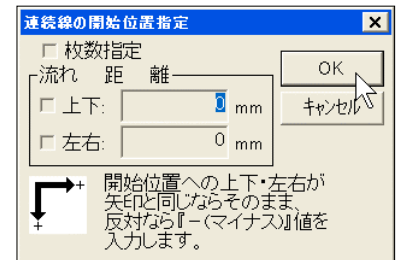 連続線の開始位置指定
枚数指定
流れ 距 離
OK
上下: 0 mm
キャンセル
左右: 0 mm
開始位置への上下・左右が
矢印と同じならそのまま、
反対なら『-(マイナス)』値を
入力します。
+
+